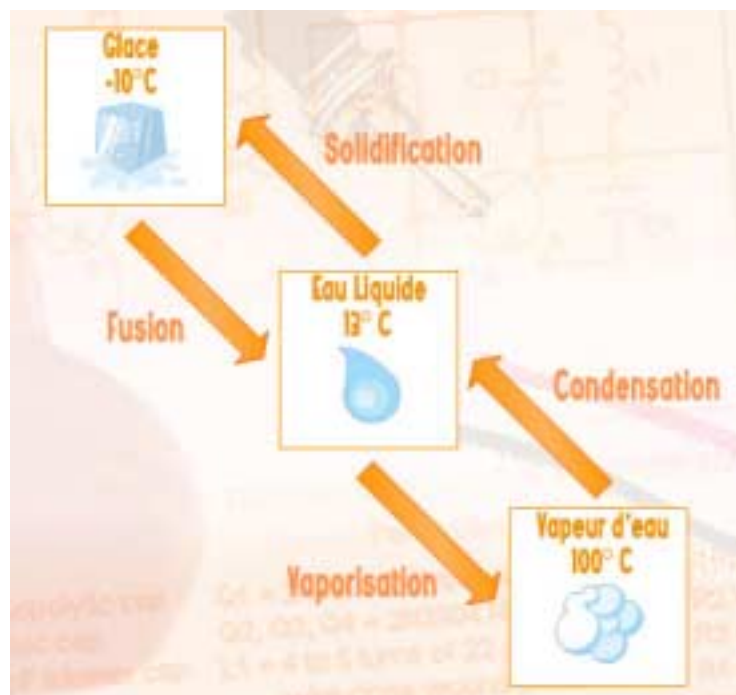 Glace
-10°C
Solidification
Eau Liquide
13° C
Fusion
Condensation
Vapeur d'eau
100° C
Vaporisation